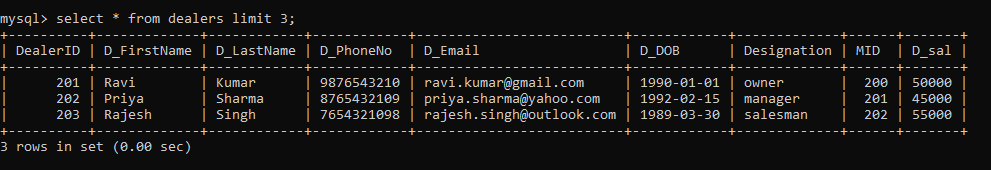 mysql> select * from dealers limit 3;
+----------+-------------+------------+------------+--------------------------+------------+-------------+------+-------+
| DealerID | D_FirstName | D_LastName | D_PhoneNo  | D_Email                  | D_DOB      | Designation | MID  | D_sal |
+----------+-------------+------------+------------+--------------------------+------------+-------------+------+-------+
|      201 | Ravi        | Kumar      | 9876543210 | ravi.kumar@gmail.com     | 1990-01-01 | owner       |  200 | 50000 |
|      202 | Priya       | Sharma     | 8765432109 | priya.sharma@yahoo.com   | 1992-02-15 | manager     |  201 | 45000 |
|      203 | Rajesh      | Singh      | 7654321098 | rajesh.singh@outlook.com | 1989-03-30 | salesman    |  202 | 55000 |
+----------+-------------+------------+------------+--------------------------+------------+-------------+------+-------+
3 rows in set (0.00 sec)